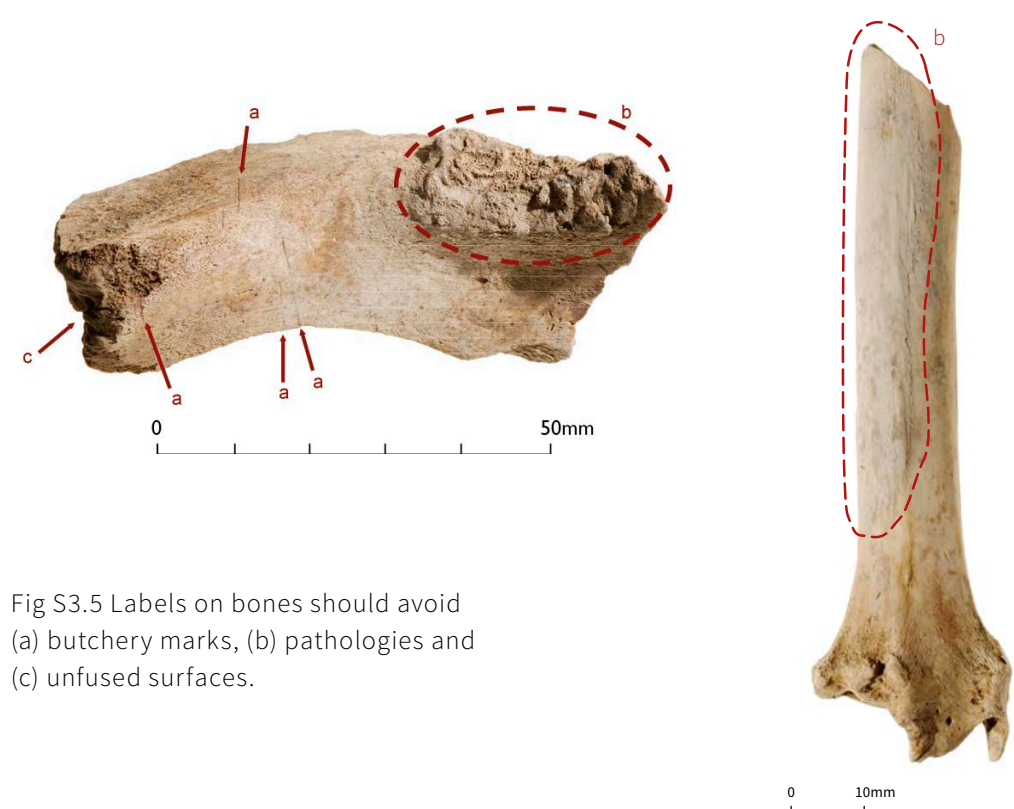 a
b
c
a
a
a
0 50mm
Fig S3.5 Labels on bones should avoid
(a) butchery marks, (b) pathologies and
(c) unfused surfaces.
b
0 10mm